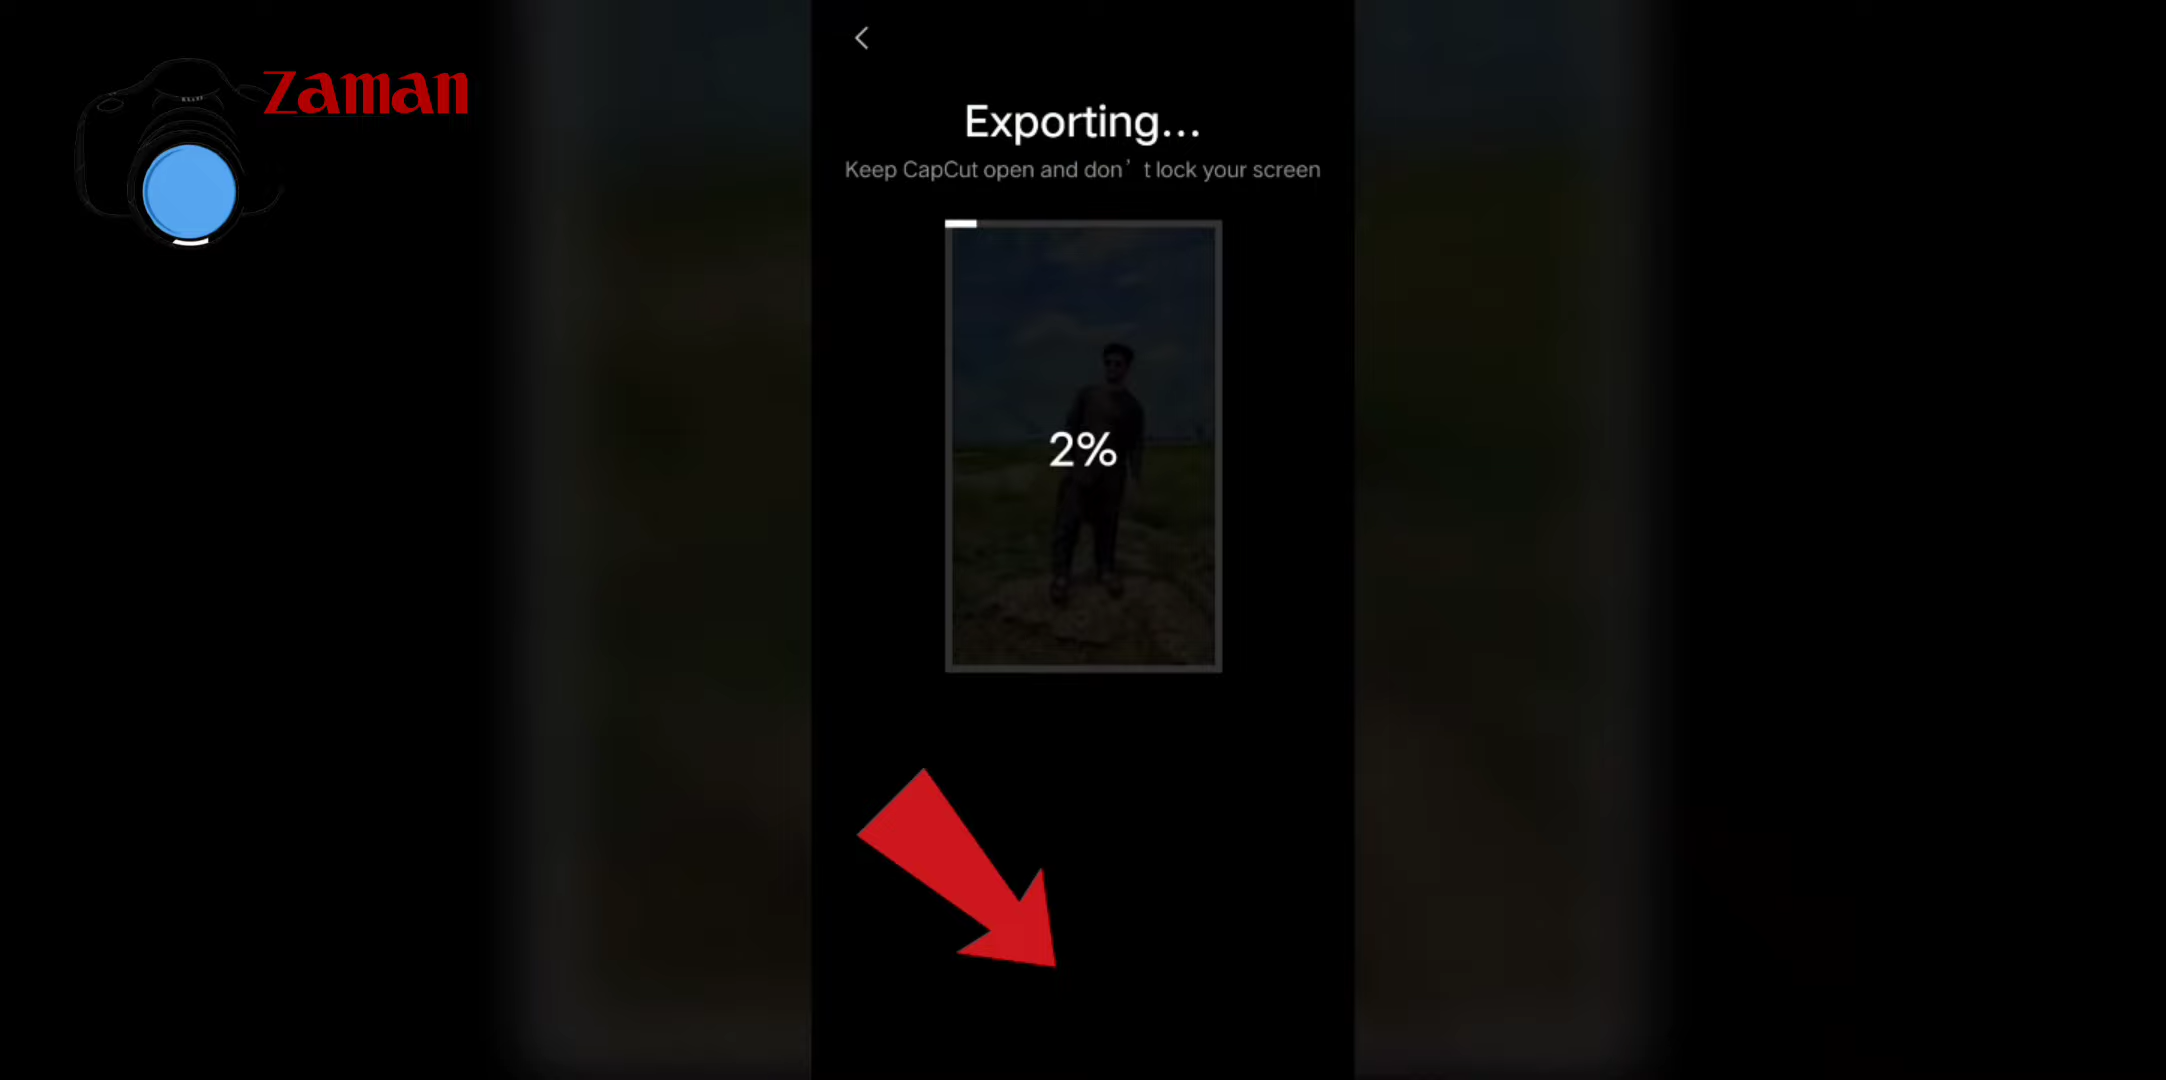 Zaman
Exporting...
Keep CapCut open and don’t lock your screen
2%